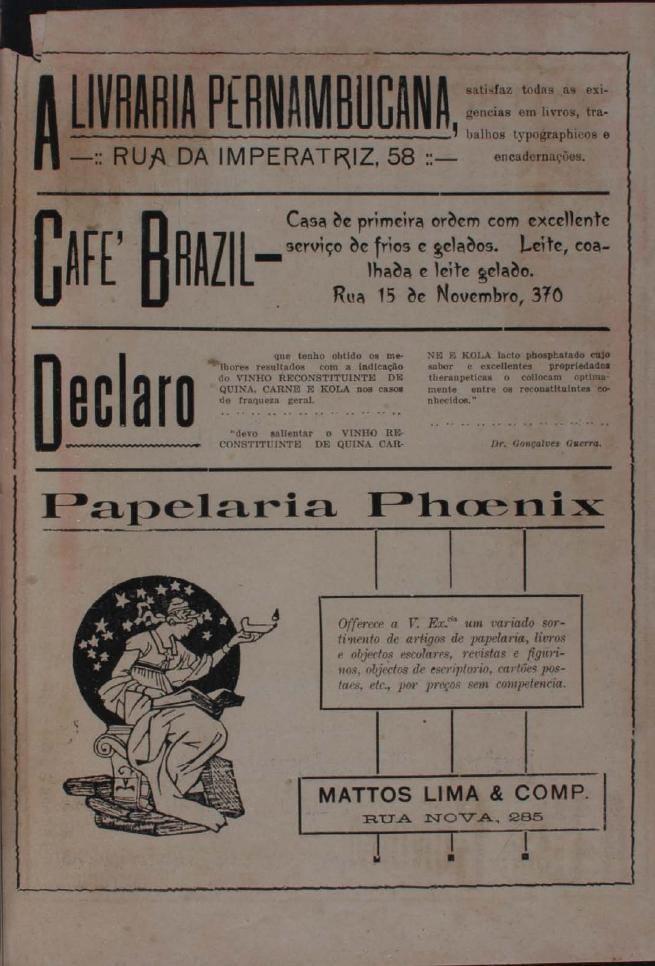 A LIVRARIA PERNAMBUCANA,
—:: RUA DA IMPERATRIZ, 58 ::—
satisfaz todas as exi-
gencias em livros, tra-
balhos typographicos e
encadernações.
CAFE' BRAZIL—
Casa de primeira ordem com excellente
serviço de frios e gelados. Leite, coa-
lhada e leite gelado.
Rua 15 de Novembro, 370
Declaro
que tenho obtido os me-
lhores resultados com a indicação
do VINHO RECONSTITUINTE DE
QUINA, CARNE E KOLA nos casos
de fraqueza geral.
.. .. .. .. .. .. .. .. .. .. .. ..
"devo salientar o VINHO RE-
CONSTITUINTE DE QUINA CAR-
NE E KOLA lacto phosphatado cujo
sabor e excellentes propriedades
therapeticas o collocam optima-
mente entre os reconstituintes co-
nhecidos."
.. .. .. .. .. .. .. .. .. .. .. ..
Dr. Gonçalves Guerra.
Papelaria Phœnix
Offerece a V. Ex.cia um variado sor-
timento de artigos de papelaria, livros
e objectos escolares, revistas e figuri-
nos, objectos de escriptorio, cartões pos-
taes, etc., por preços sem competencia.
MATTOS LIMA & COMP.
RUA NOVA, 285